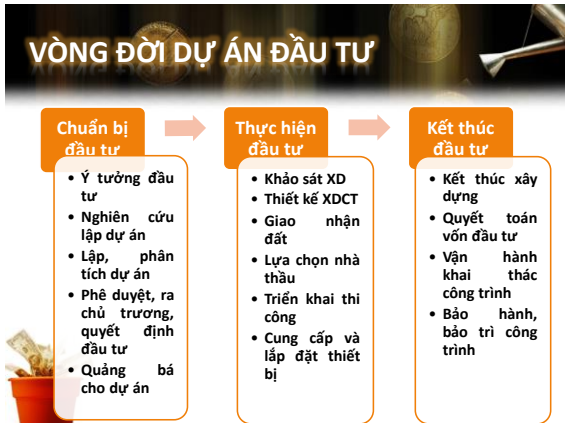 VÒNG ĐỜI DỰ ÁN ĐẦU TƯ
Chuẩn bị
đầu tư
• Ý tưởng đầu
tư
• Nghiên cứu
lập dự án
• Lập, phân
tích dự án
• Phê duyệt, ra
chủ trương,
quyết định
đầu tư
• Quảng bá
cho dự án
Thực hiện
đầu tư
• Khảo sát XD
• Thiết kế XDCT
• Giao nhận
đất
• Lựa chọn nhà
thầu
• Triển khai thi
công
• Cung cấp và
lắp đặt thiết
bị
Kết thúc
đầu tư
• Kết thúc xây
dựng
• Quyết toán
vốn đầu tư
• Vận hành
khai thác
công trình
• Bảo hành,
bảo trì công
trình